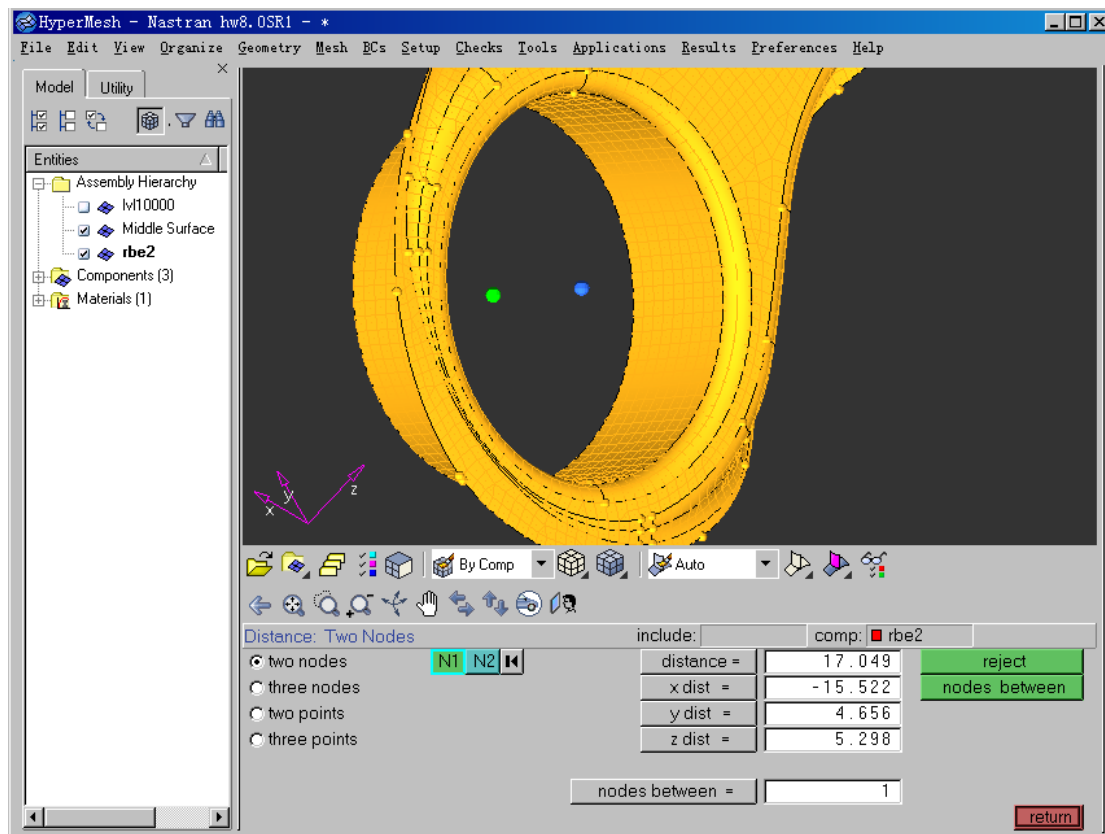 HyperMesh - Nastran hw8.0SR1 - *
File Edit View Organize Geometry Mesh BCs Setup Checks Tools Applications Results Preferences Help
Model Utility
Entities
Assembly Hierarchy
lvl10000
Middle Surface
rbe2
Components (3)
Materials (1)
x y z
By Comp Auto
Distance: Two Nodes include: comp: rbe2
two nodes N1 N2 distance = 17.049 reject
three nodes x dist = -15.522 nodes between
two points y dist = 4.656
three points z dist = 5.298
nodes between = 1
return